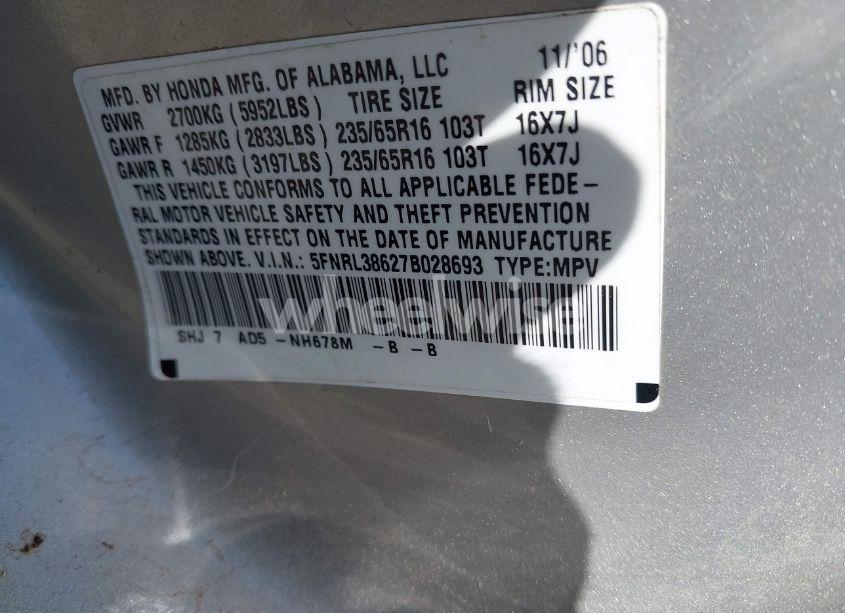 MFD. BY HONDA MFG. OF ALABAMA, LLC 11/'06
GVWR 2700KG (5952LBS) TIRE SIZE RIM SIZE
GAWR F 1285KG (2833LBS) 235/65R16 103T 16X7J
GAWR R 1450KG (3197LBS) 235/65R16 103T 16X7J
THIS VEHICLE CONFORMS TO ALL APPLICABLE FEDE-
RAL MOTOR VEHICLE SAFETY AND THEFT PREVENTION
STANDARDS IN EFFECT ON THE DATE OF MANUFACTURE
SHOWN ABOVE. V.I.N.: 5FNRL38627B028693 TYPE:MPV
wheelwise
SHJ 7 AD5 -NH678M -B -B